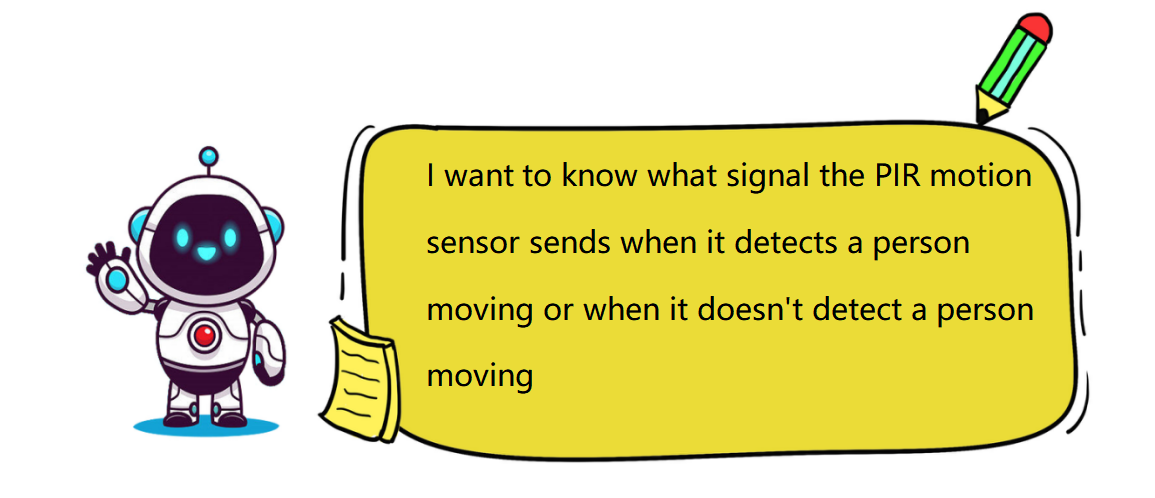 I want to know what signal the PIR motion
sensor sends when it detects a person
moving or when it doesn't detect a person
moving